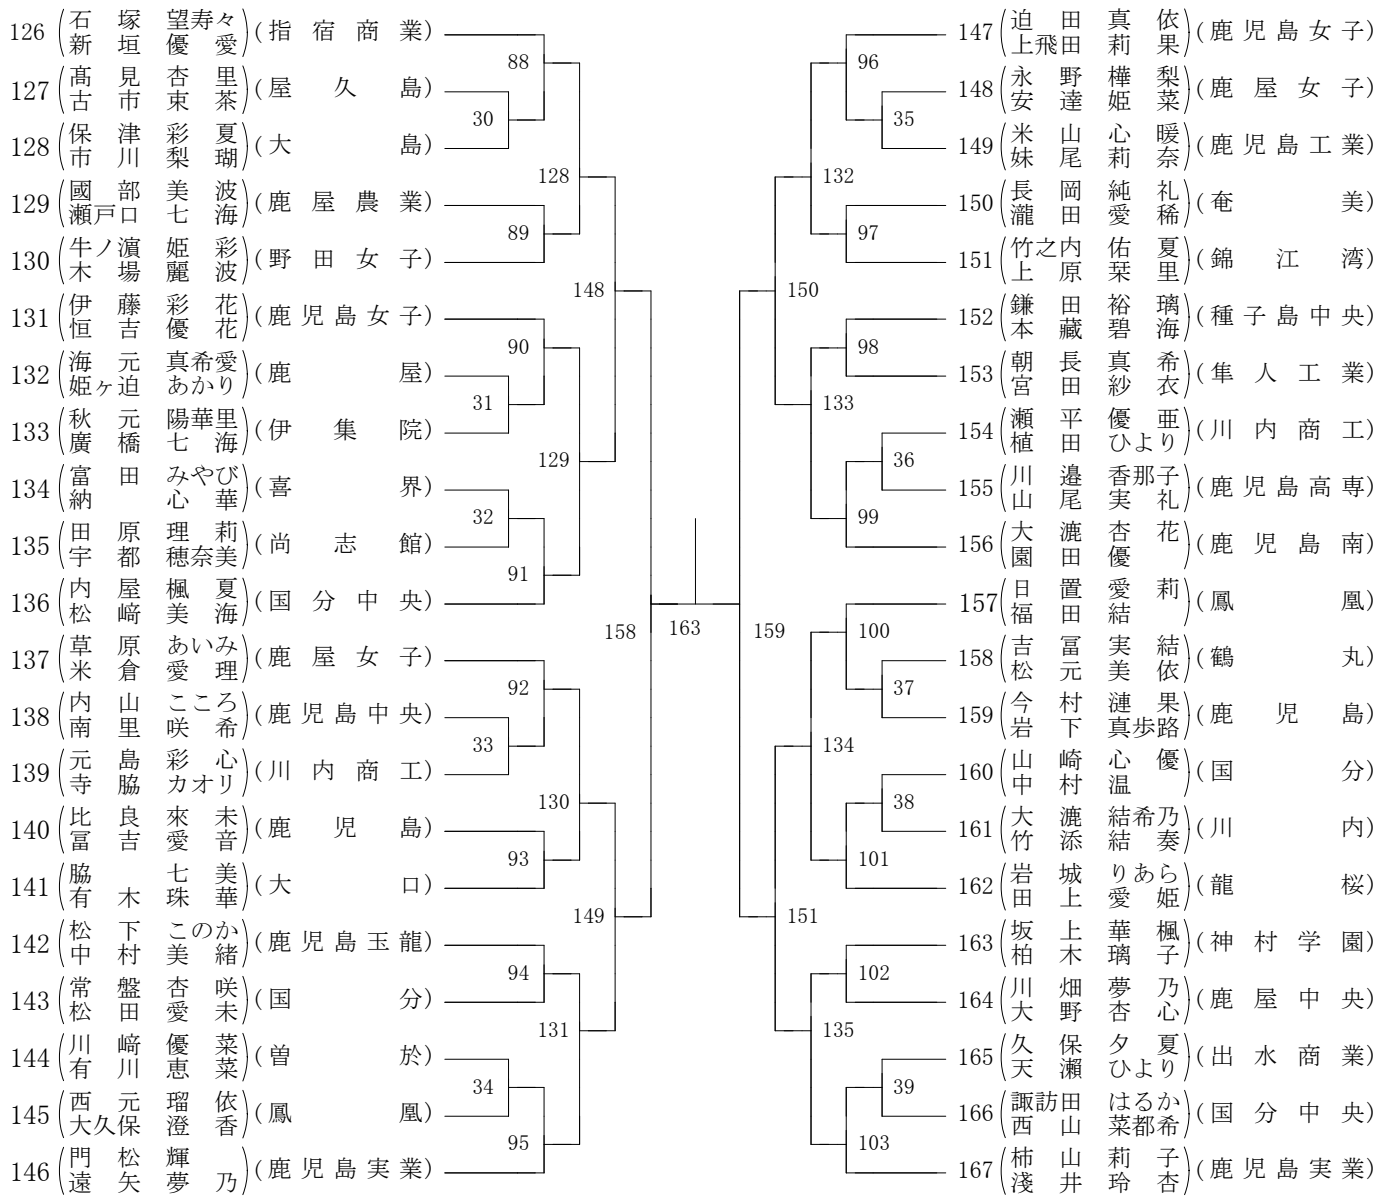 126 石塚望寿々 (指宿商業)
新垣優愛
127 髙見杏里 (屋久島)
古市束茶
128 保津彩夏 (大島)
市川梨瑚
129 國部美波 (鹿屋農業)
瀬戸口七海
130 牛ノ濵姫彩 (野田女子)
木場麗波
131 伊藤彩花 (鹿児島女子)
恒吉優花
132 海元真希愛 (鹿屋)
姫ヶ迫あかり
133 秋元陽華里 (伊集院)
廣橋七海
134 富田みやび (喜界)
納心華
135 田原理莉 (尚志館)
宇都穂奈美
136 内屋楓夏 (国分中央)
松﨑美海
137 草原あいみ (鹿屋女子)
米倉愛理
138 内山こころ (鹿児島中央)
南里咲希
139 元島彩心 (川内商工)
寺脇カオリ
140 比良來未 (鹿児島)
冨吉愛音
141 脇七美 (大口)
有木珠華
142 松下このか (鹿児島玉龍)
中村美緒
143 常盤杏咲 (国分)
松田愛未
144 川﨑優菜 (曽於)
有川恵菜
145 西元瑠依 (鳳凰)
大久保澄香
146 門松輝 (鹿児島実業)
遠矢夢乃
88
30
128
89
148
90
31
129
32
91
158
163
92
33
130
93
149
94
131
34
95
96
35
132
97
150
98
133
36
99
159
100
37
134
38
101
151
102
135
39
103
147 迫田真依 (鹿児島女子)
上飛田莉果
148 永野樺梨 (鹿屋女子)
安達姫菜
149 米山心暖 (鹿児島工業)
妹尾莉奈
150 長岡純礼 (奄美)
瀧田愛稀
151 竹之内佑夏 (錦江湾)
上原栞里
152 鎌田裕璃 (種子島中央)
本藏碧海
153 朝長真希 (隼人工業)
宮田紗衣
154 瀬平優亜 (川内商工)
植田ひより
155 川邉香那子 (鹿児島高専)
山尾実礼
156 大漉杏花 (鹿児島南)
園田優
157 日置愛莉 (鳳凰)
福田結
158 吉冨実結 (鶴丸)
松元美依
159 今村漣果 (鹿児島)
岩下真歩路
160 山崎心優 (国分)
中村温
161 大漉結希乃 (川内)
竹添結奏
162 岩城りあら (龍桜)
田上愛姫
163 坂上華楓 (神村学園)
柏木璃子
164 川畑夢乃 (鹿屋中央)
大野杏心
165 久保夕夏 (出水商業)
天瀬ひより
166 諏訪田はるか (国分中央)
西山菜都希
167 柿山莉子 (鹿児島実業)
淺井玲杏